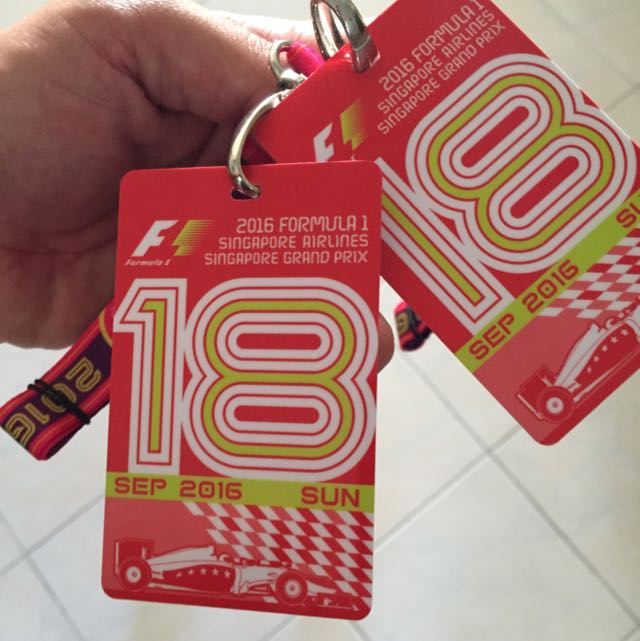 F1
Formula 1
2016 FORMULA 1
SINGAPORE AIRLINES
SINGAPORE GRAND PRIX
18
SEP 2016 SUN
F1
2016 FORMULA 1
SINGAPORE AIRLINES
SINGAPORE GRAND PRIX
18
SEP 2016
2016